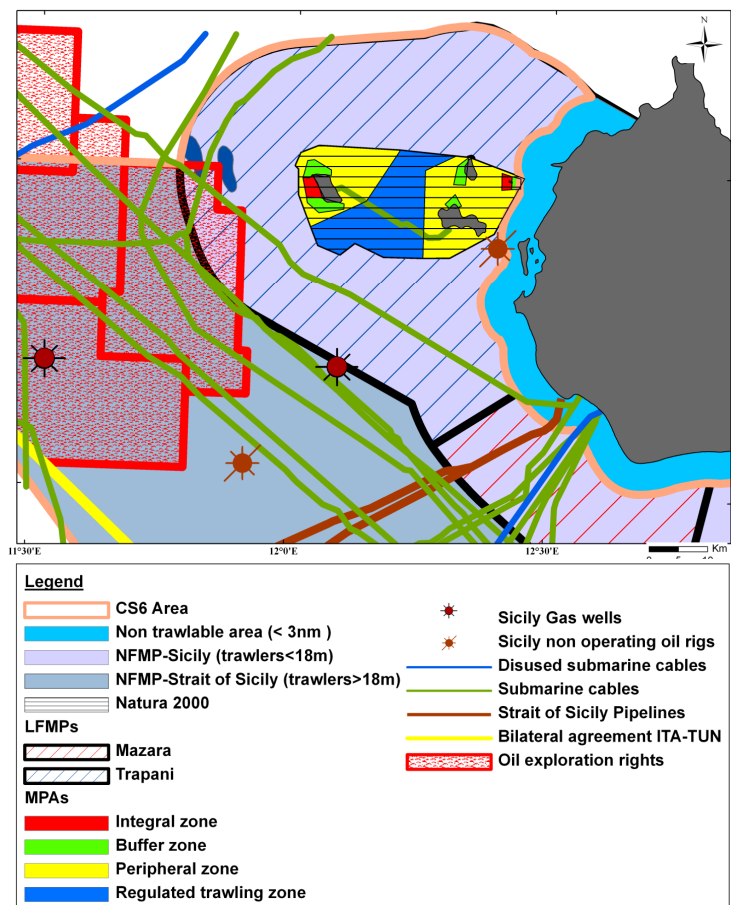 N
11°30'E
12°0'E
12°30'E
Km
0 5 10
Legend
CS6 Area
Non trawlable area (< 3nm )
NFMP-Sicily (trawlers<18m)
NFMP-Strait of Sicily (trawlers>18m)
Natura 2000
LFMPs
Mazara
Trapani
MPAs
Integral zone
Buffer zone
Peripheral zone
Regulated trawling zone
Sicily Gas wells
Sicily non operating oil rigs
Disused submarine cables
Submarine cables
Strait of Sicily Pipelines
Bilateral agreement ITA-TUN
Oil exploration rights